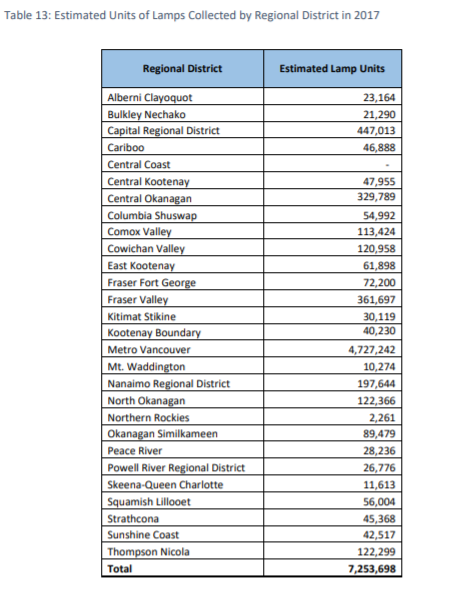 Table 13: Estimated Units of Lamps Collected by Regional District in 2017
Regional District Estimated Lamp Units
Alberni Clayoquot 23,164
Bulkley Nechako 21,290
Capital Regional District 447,013
Cariboo 46,888
Central Coast -
Central Kootenay 47,955
Central Okanagan 329,789
Columbia Shuswap 54,992
Comox Valley 113,424
Cowichan Valley 120,958
East Kootenay 61,898
Fraser Fort George 72,200
Fraser Valley 361,697
Kitimat Stikine 30,119
Kootenay Boundary 40,230
Metro Vancouver 4,727,242
Mt. Waddington 10,274
Nanaimo Regional District 197,644
North Okanagan 122,366
Northern Rockies 2,261
Okanagan Similkameen 89,479
Peace River 28,236
Powell River Regional District 26,776
Skeena-Queen Charlotte 11,613
Squamish Lillooet 56,004
Strathcona 45,368
Sunshine Coast 42,517
Thompson Nicola 122,299
Total 7,253,698